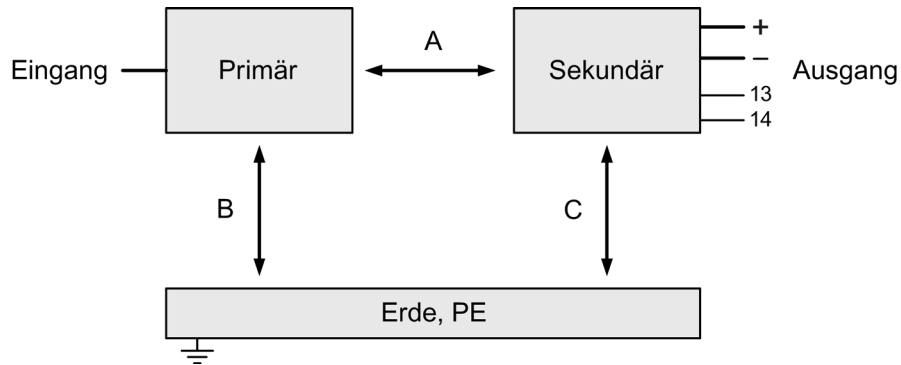 A
+
Eingang
Primär
Sekundär
–
Ausgang
13
14
B
C
Erde, PE